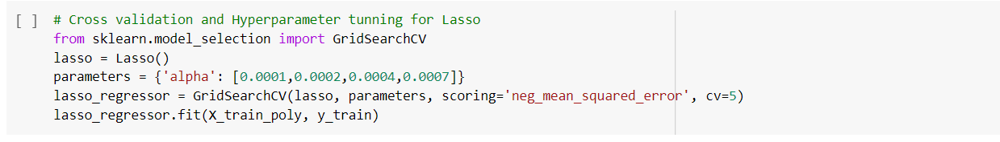 [ ] # Cross validation and Hyperparameter tunning for Lasso
from sklearn.model_selection import GridSearchCV
lasso = Lasso()
parameters = {'alpha': [0.0001,0.0002,0.0004,0.0007]}
lasso_regressor = GridSearchCV(lasso, parameters, scoring='neg_mean_squared_error', cv=5)
lasso_regressor.fit(X_train_poly, y_train)